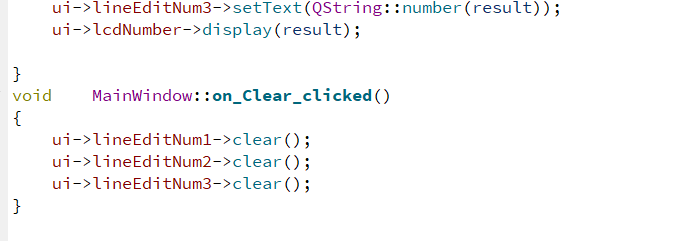 ui->lineEditNum3->setText(QString::number(result));
ui->lcdNumber->display(result);
}
void    MainWindow::on_Clear_clicked()
{
ui->lineEditNum1->clear();
ui->lineEditNum2->clear();
ui->lineEditNum3->clear();
}